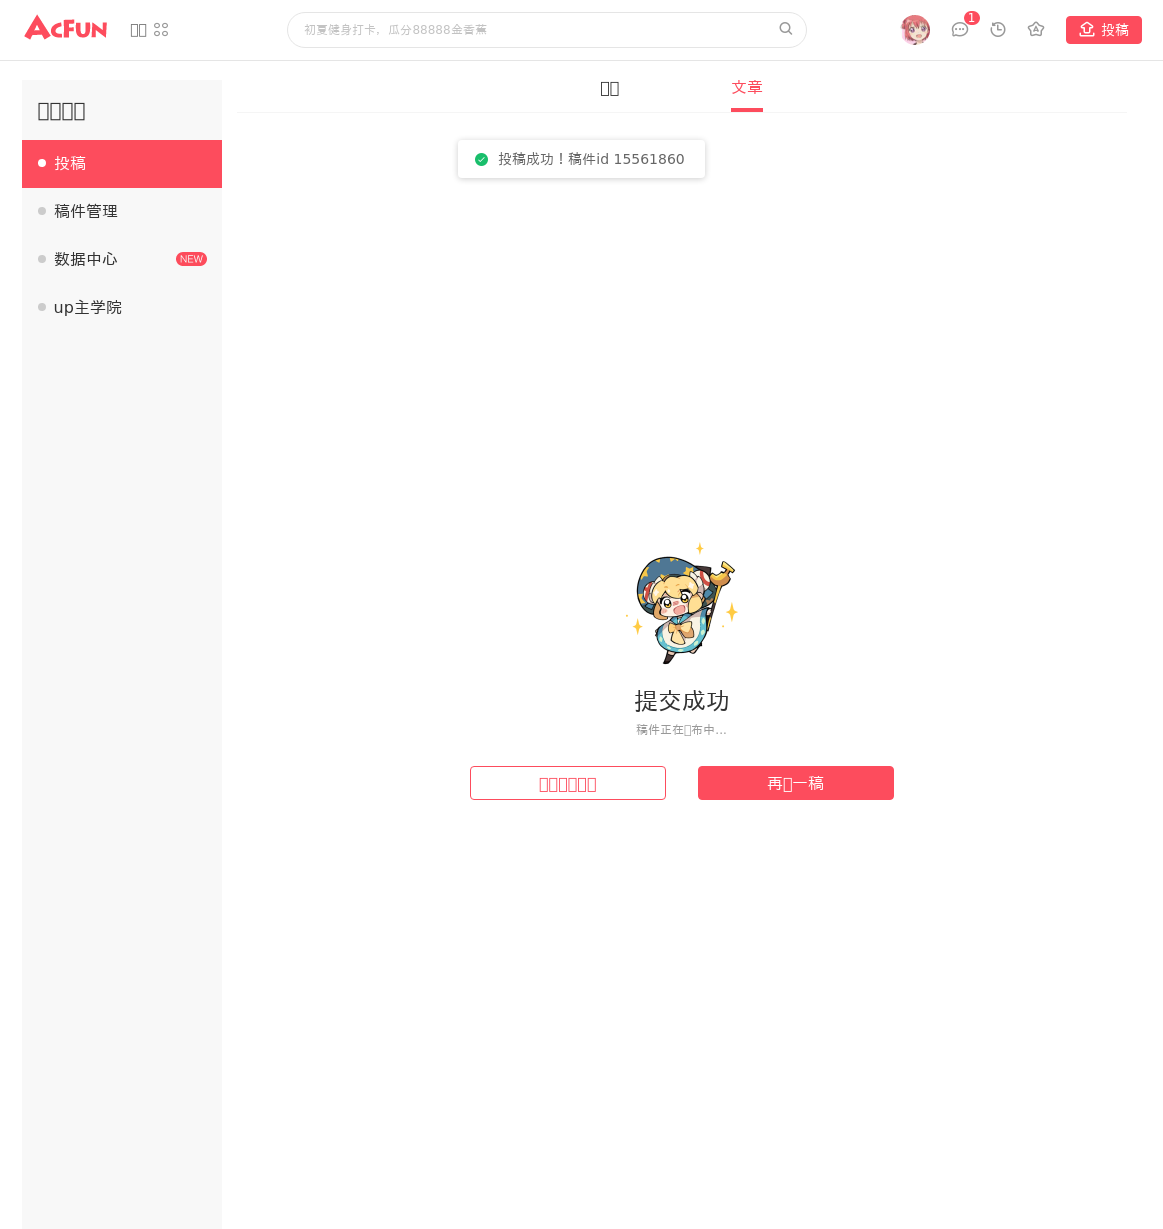 AcFun
初夏健身打卡，瓜分88888金香蕉
1
投稿
文章
投稿成功！稿件id 15561860
投稿
稿件管理
数据中心
NEW
up主学院
提交成功
稿件正在布中...
再一稿